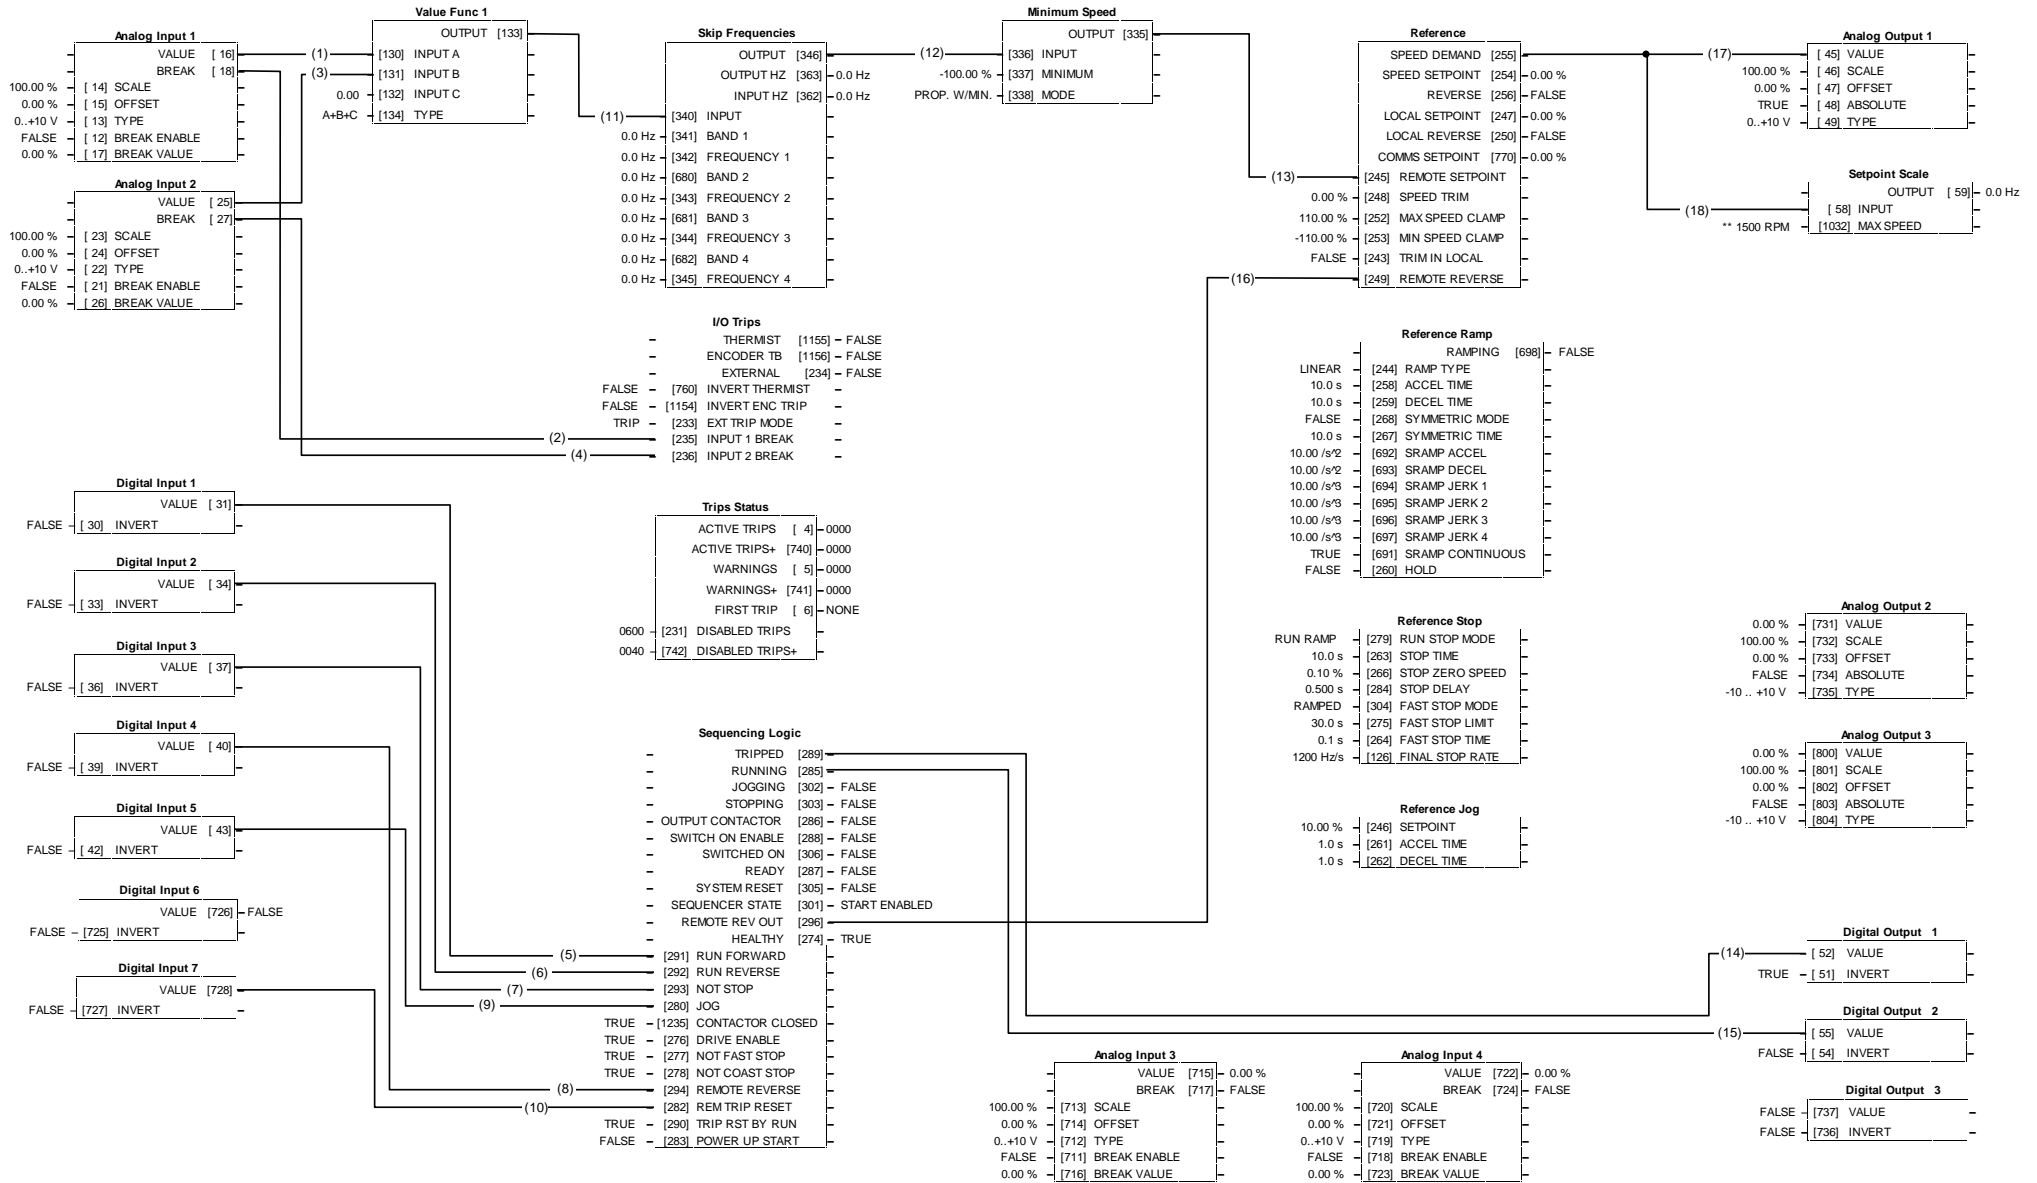 Analog Input 1
VALUE [ 16]
BREAK [ 18]
100.00 % [ 14] SCALE
0.00 % [ 15] OFFSET
0..+10 V [ 13] TYPE
FALSE [ 12] BREAK ENABLE
0.00 % [ 17] BREAK VALUE
Analog Input 2
VALUE [ 25]
BREAK [ 27]
100.00 % [ 23] SCALE
0.00 % [ 24] OFFSET
0..+10 V [ 22] TYPE
FALSE [ 21] BREAK ENABLE
0.00 % [ 26] BREAK VALUE
Value Func 1
OUTPUT [133]
(1) [130] INPUT A
(3) [131] INPUT B
0.00 [132] INPUT C
A+B+C [134] TYPE
Skip Frequencies
OUTPUT [346]
OUTPUT HZ [363] 0.0 Hz
INPUT HZ [362] 0.0 Hz
(11) [340] INPUT
0.0 Hz [341] BAND 1
0.0 Hz [342] FREQUENCY 1
0.0 Hz [680] BAND 2
0.0 Hz [343] FREQUENCY 2
0.0 Hz [681] BAND 3
0.0 Hz [344] FREQUENCY 3
0.0 Hz [682] BAND 4
0.0 Hz [345] FREQUENCY 4
Minimum Speed
OUTPUT [335]
(12) [336] INPUT
-100.00 % [337] MINIMUM
PROP. W/MIN. [338] MODE
Reference
SPEED DEMAND [255]
SPEED SETPOINT [254] 0.00 %
REVERSE [256] FALSE
LOCAL SETPOINT [247] 0.00 %
LOCAL REVERSE [250] FALSE
COMMS SETPOINT [770] 0.00 %
(13) [245] REMOTE SETPOINT
0.00 % [248] SPEED TRIM
110.00 % [252] MAX SPEED CLAMP
-110.00 % [253] MIN SPEED CLAMP
FALSE [243] TRIM IN LOCAL
(16) [249] REMOTE REVERSE
Analog Output 1
(17) [ 45] VALUE
100.00 % [ 46] SCALE
0.00 % [ 47] OFFSET
TRUE [ 48] ABSOLUTE
0..+10 V [ 49] TYPE
Setpoint Scale
OUTPUT [ 59] 0.0 Hz
(18) [ 58] INPUT
** 1500 RPM [1032] MAX SPEED
I/O Trips
THERMIST [1155] FALSE
ENCODER TB [1156] FALSE
EXTERNAL [234] FALSE
FALSE [760] INVERT THERMIST
FALSE [1154] INVERT ENC TRIP
TRIP [233] EXT TRIP MODE
(2) [235] INPUT 1 BREAK
(4) [236] INPUT 2 BREAK
Reference Ramp
RAMPING [698] FALSE
LINEAR [244] RAMP TYPE
10.0 s [258] ACCEL TIME
10.0 s [259] DECEL TIME
FALSE [268] SYMMETRIC MODE
10.0 s [267] SYMMETRIC TIME
10.00 /s^2 [692] SRAMP ACCEL
10.00 /s^2 [693] SRAMP DECEL
10.00 /s^3 [694] SRAMP JERK 1
10.00 /s^3 [695] SRAMP JERK 2
10.00 /s^3 [696] SRAMP JERK 3
10.00 /s^3 [697] SRAMP JERK 4
TRUE [691] SRAMP CONTINUOUS
FALSE [260] HOLD
Digital Input 1
VALUE [ 31]
FALSE [ 30] INVERT
Digital Input 2
VALUE [ 34]
FALSE [ 33] INVERT
Digital Input 3
VALUE [ 37]
FALSE [ 36] INVERT
Digital Input 4
VALUE [ 40]
FALSE [ 39] INVERT
Digital Input 5
VALUE [ 43]
FALSE [ 42] INVERT
Digital Input 6
VALUE [726] FALSE
FALSE [725] INVERT
Digital Input 7
VALUE [728]
FALSE [727] INVERT
Trips Status
ACTIVE TRIPS [ 4] 0000
ACTIVE TRIPS+ [740] 0000
WARNINGS [ 5] 0000
WARNINGS+ [741] 0000
FIRST TRIP [ 6] NONE
0600 [231] DISABLED TRIPS
0040 [742] DISABLED TRIPS+
Sequencing Logic
TRIPPED [289]
RUNNING [285]
JOGGING [302] FALSE
STOPPING [303] FALSE
OUTPUT CONTACTOR [286] FALSE
SWITCH ON ENABLE [288] FALSE
SWITCHED ON [306] FALSE
READY [287] FALSE
SYSTEM RESET [305] FALSE
SEQUENCER STATE [301] START ENABLED
REMOTE REV OUT [296]
HEALTHY [274] TRUE
(5) [291] RUN FORWARD
(6) [292] RUN REVERSE
(7) [293] NOT STOP
(9) [280] JOG
TRUE [1235] CONTACTOR CLOSED
TRUE [276] DRIVE ENABLE
TRUE [277] NOT FAST STOP
TRUE [278] NOT COAST STOP
(8) [294] REMOTE REVERSE
(10) [282] REM TRIP RESET
TRUE [290] TRIP RST BY RUN
FALSE [283] POWER UP START
Reference Stop
RUN RAMP [279] RUN STOP MODE
10.0 s [263] STOP TIME
0.10 % [266] STOP ZERO SPEED
0.500 s [284] STOP DELAY
RAMPED [304] FAST STOP MODE
30.0 s [275] FAST STOP LIMIT
0.1 s [264] FAST STOP TIME
1200 Hz/s [126] FINAL STOP RATE
Reference Jog
10.00 % [246] SETPOINT
1.0 s [261] ACCEL TIME
1.0 s [262] DECEL TIME
Analog Output 2
0.00 % [731] VALUE
100.00 % [732] SCALE
0.00 % [733] OFFSET
FALSE [734] ABSOLUTE
-10 .. +10 V [735] TYPE
Analog Output 3
0.00 % [800] VALUE
100.00 % [801] SCALE
0.00 % [802] OFFSET
FALSE [803] ABSOLUTE
-10 .. +10 V [804] TYPE
Digital Output 1
(14) [ 52] VALUE
TRUE [ 51] INVERT
Digital Output 2
(15) [ 55] VALUE
FALSE [ 54] INVERT
Digital Output 3
FALSE [737] VALUE
FALSE [736] INVERT
Analog Input 3
VALUE [715] 0.00 %
BREAK [717] FALSE
100.00 % [713] SCALE
0.00 % [714] OFFSET
0..+10 V [712] TYPE
FALSE [711] BREAK ENABLE
0.00 % [716] BREAK VALUE
Analog Input 4
VALUE [722] 0.00 %
BREAK [724] FALSE
100.00 % [720] SCALE
0.00 % [721] OFFSET
0..+10 V [719] TYPE
FALSE [718] BREAK ENABLE
0.00 % [723] BREAK VALUE